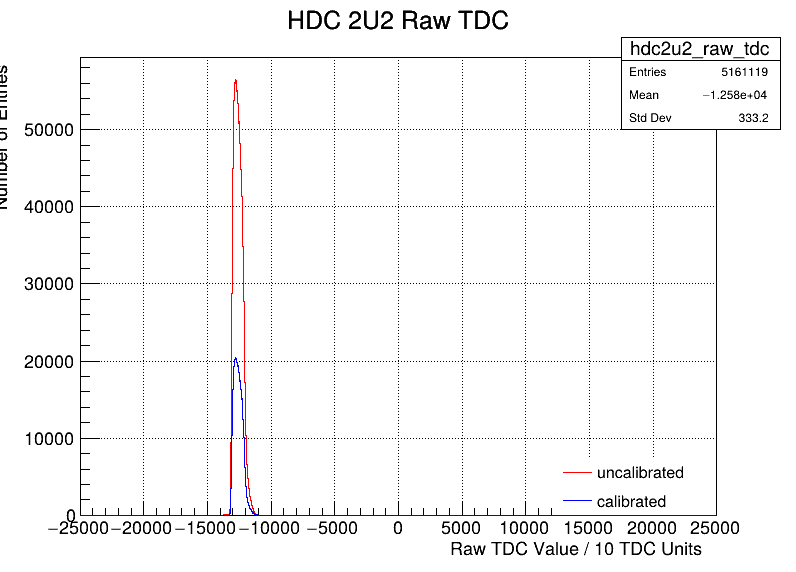 HDC 2U2 Raw TDC
hdc2u2_raw_tdc
Entries 5161119
Mean −1.258e+04
Std Dev 333.2
Number of Entries
50000
40000
30000
20000
10000
0
−25000 −20000 −15000 −10000 −5000 0 5000 10000 15000 20000 25000
uncalibrated
calibrated
Raw TDC Value / 10 TDC Units